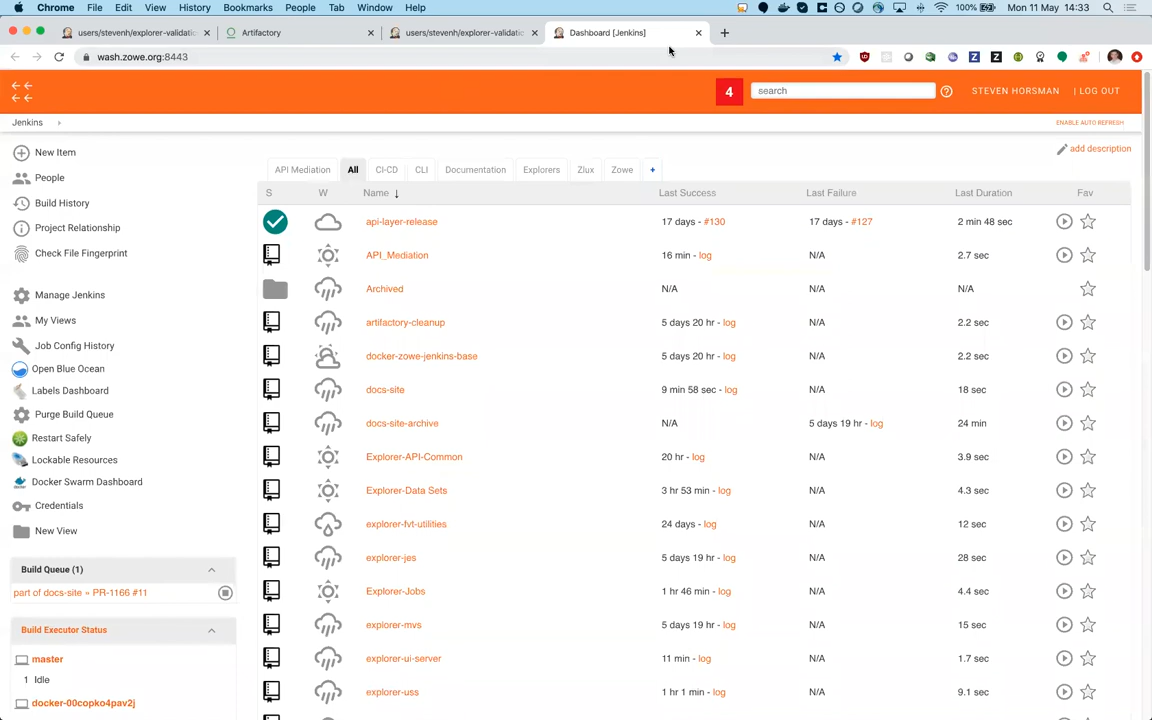 Chrome File Edit View History Bookmarks People Tab Window Help 100% Mon 11 May 14:33
users/stevenh/explorer-validatio × Artifactory × users/stevenh/explorer-validatio × Dashboard [Jenkins] × +
wash.zowe.org:8443
4 search STEVEN HORSMAN | LOG OUT
Jenkins ENABLE AUTO REFRESH
add description
New Item
People
Build History
Project Relationship
Check File Fingerprint
Manage Jenkins
My Views
Job Config History
Open Blue Ocean
Labels Dashboard
Purge Build Queue
Restart Safely
Lockable Resources
Docker Swarm Dashboard
Credentials
New View
Build Queue (1)
part of docs-site » PR-1166 #11
Build Executor Status
master
1 Idle
docker-00copko4pav2j
API Mediation All CI-CD CLI Documentation Explorers Zlux Zowe +
S W Name ↓ Last Success Last Failure Last Duration Fav
api-layer-release 17 days - #130 17 days - #127 2 min 48 sec
API_Mediation 16 min - log N/A 2.7 sec
Archived N/A N/A N/A
artifactory-cleanup 5 days 20 hr - log N/A 2.2 sec
docker-zowe-jenkins-base 5 days 20 hr - log N/A 2.2 sec
docs-site 9 min 58 sec - log N/A 18 sec
docs-site-archive N/A 5 days 19 hr - log 24 min
Explorer-API-Common 20 hr - log N/A 3.9 sec
Explorer-Data Sets 3 hr 53 min - log N/A 4.3 sec
explorer-fvt-utilities 24 days - log N/A 12 sec
explorer-jes 5 days 19 hr - log N/A 28 sec
Explorer-Jobs 1 hr 46 min - log N/A 4.4 sec
explorer-mvs 5 days 19 hr - log N/A 15 sec
explorer-ui-server 11 min - log N/A 1.7 sec
explorer-uss 1 hr 1 min - log N/A 9.1 sec